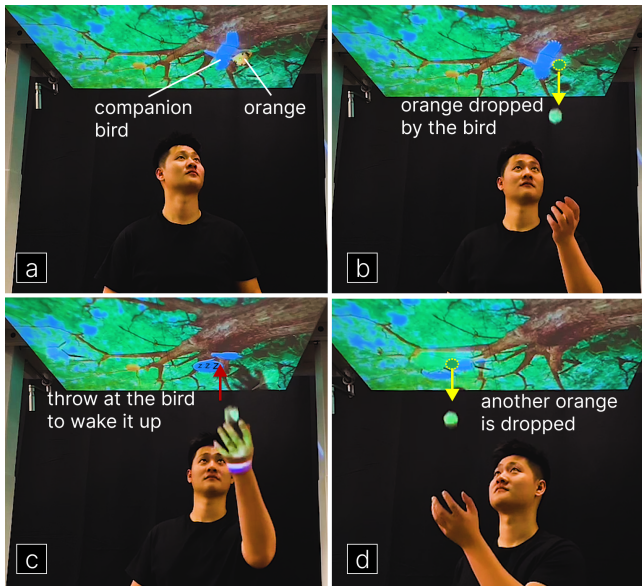 companion
bird
orange
a
orange dropped
by the bird
b
z z z
throw at the bird
to wake it up
c
another orange
is dropped
d